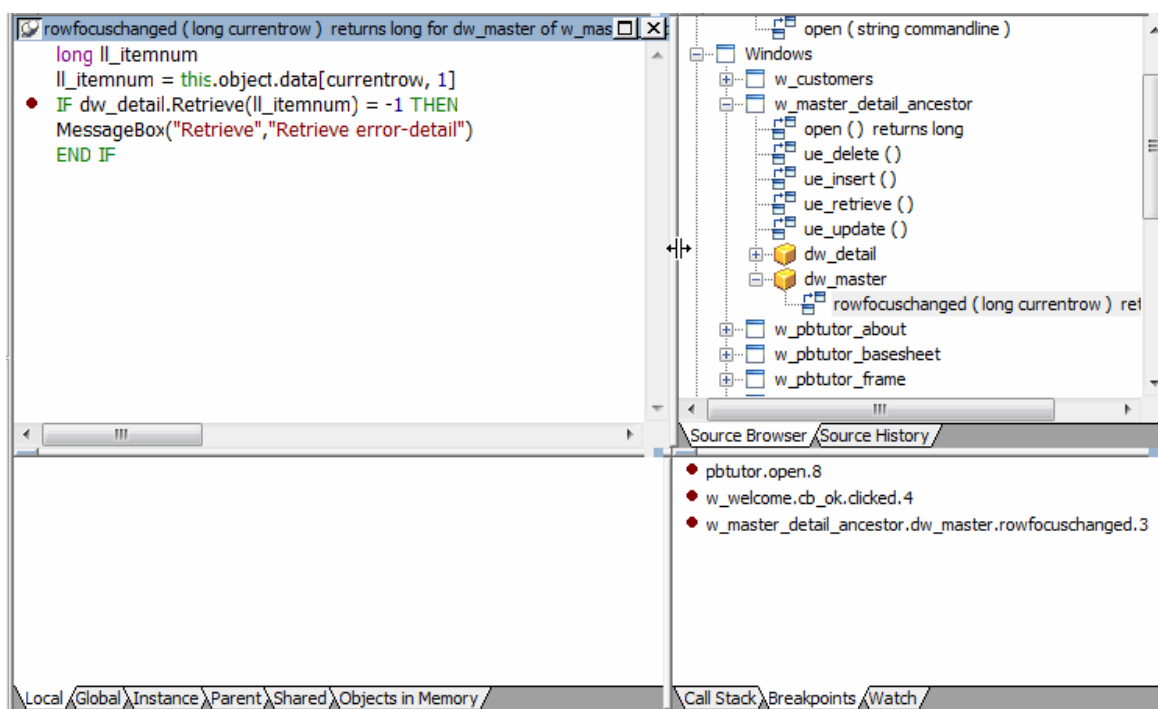 rowfocuschanged ( long currentrow ) returns long for dw_master of w_mas
long ll_itemnum
ll_itemnum = this.object.data[currentrow, 1]
IF dw_detail.Retrieve(ll_itemnum) = -1 THEN
MessageBox("Retrieve","Retrieve error-detail")
END IF
open ( string commandline )
Windows
w_customers
w_master_detail_ancestor
open () returns long
ue_delete ()
ue_insert ()
ue_retrieve ()
ue_update ()
dw_detail
dw_master
rowfocuschanged ( long currentrow ) ret
w_pbtutor_about
w_pbtutor_basesheet
w_pbtutor_frame
Source Browser Source History
pbtutor.open.8
w_welcome.cb_ok.clicked.4
w_master_detail_ancestor.dw_master.rowfocuschanged.3
Local Global Instance Parent Shared Objects in Memory
Call Stack Breakpoints Watch